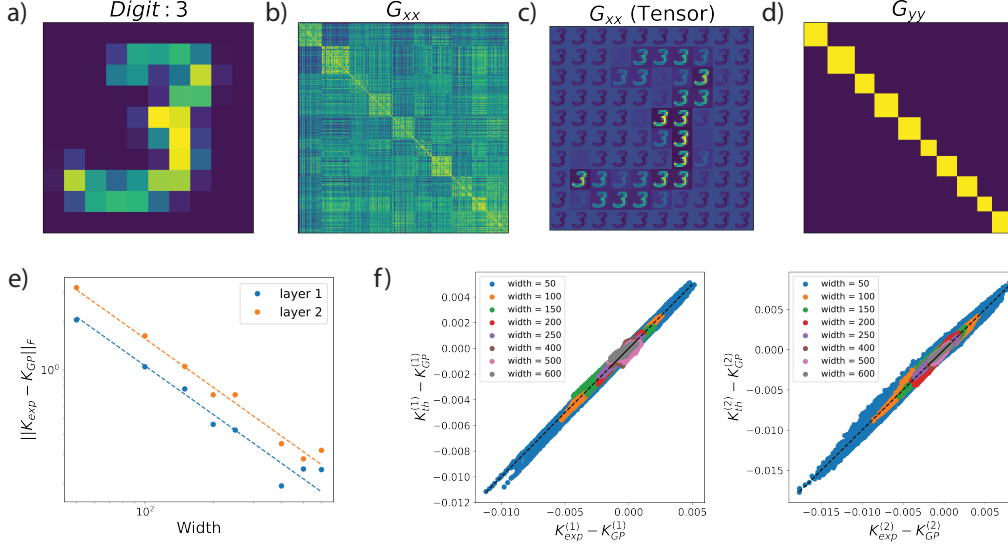 a)
Digit : 3
b)
G_xx
c)
G_xx (Tensor)
d)
G_yy
e)
||K_exp − K_GP||_F
10^0
10^2
Width
layer 1
layer 2
f)
K_th^(1) − K_GP^(1)
0.004
0.002
0.000
−0.002
−0.004
−0.006
−0.008
−0.010
−0.012
width = 50
width = 100
width = 150
width = 200
width = 250
width = 400
width = 500
width = 600
−0.010 −0.005 0.000 0.005
K_exp^(1) − K_GP^(1)
K_th^(2) − K_GP^(2)
0.005
0.000
−0.005
−0.010
−0.015
width = 50
width = 100
width = 150
width = 200
width = 250
width = 400
width = 500
width = 600
−0.015 −0.010 −0.005 0.000 0.005
K_exp^(2) − K_GP^(2)